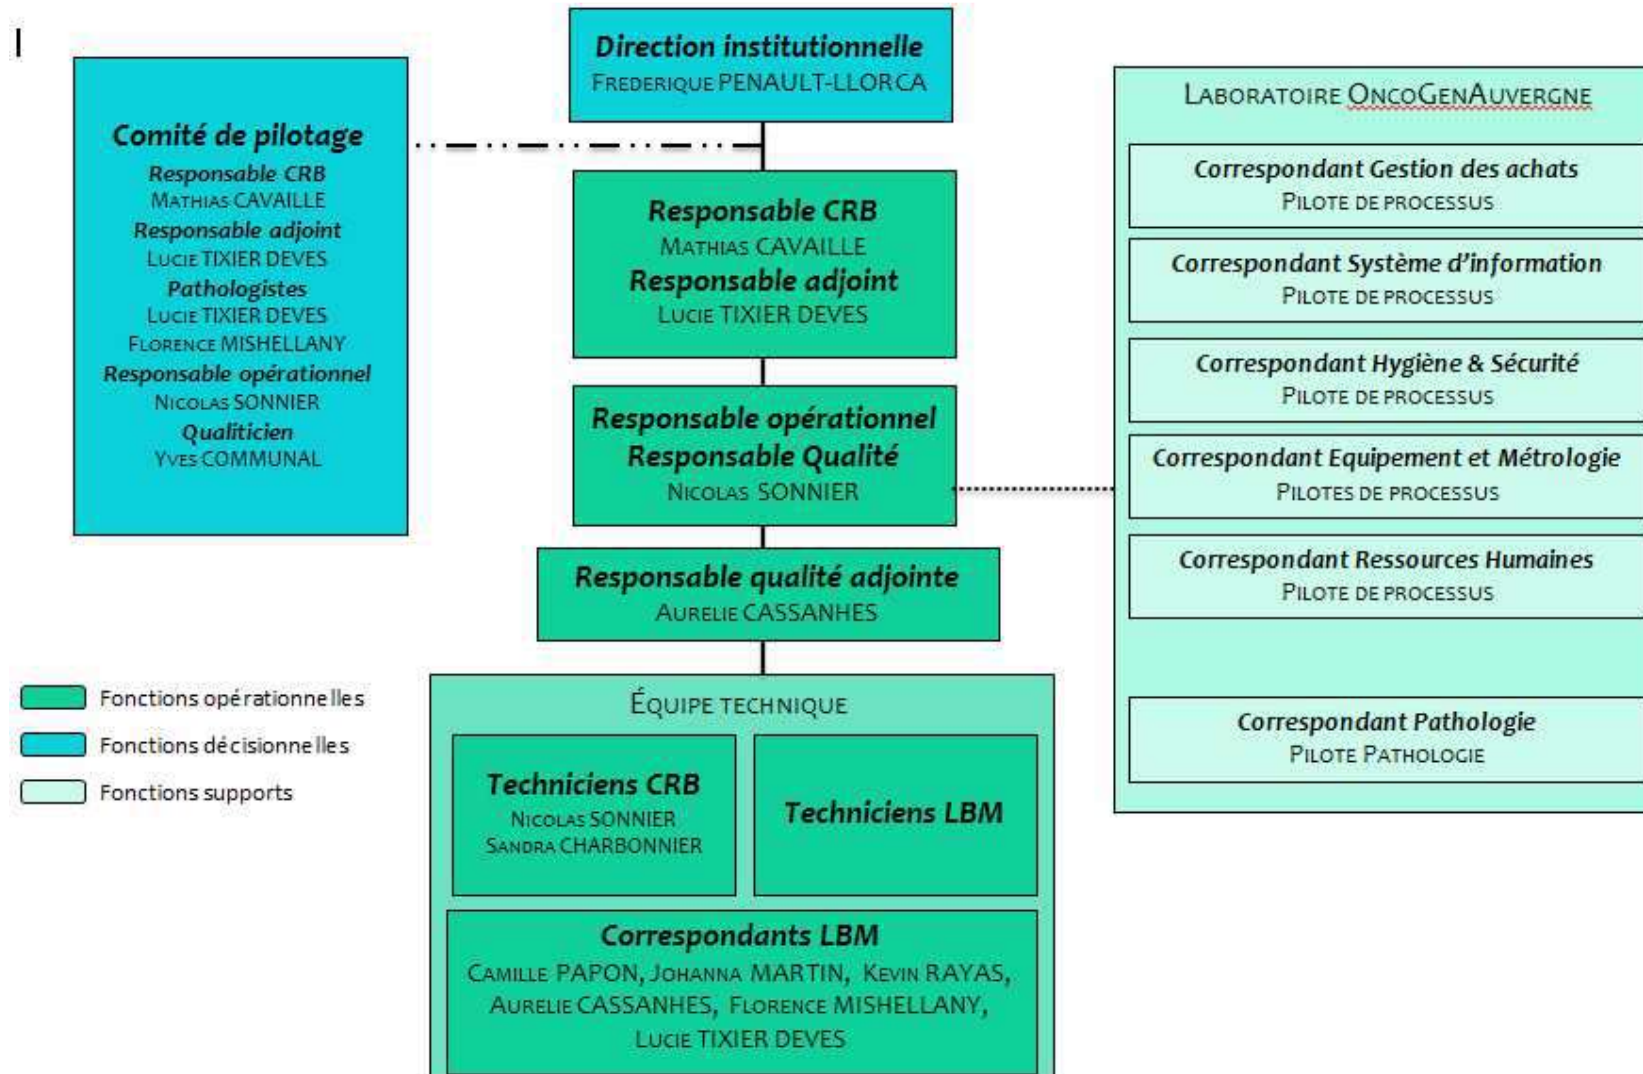 Direction institutionnelle
FREDERIQUE PENAULT-LLORCA
Comité de pilotage
Responsable CRB
MATHIAS CAVAILLE
Responsable adjoint
LUCIE TIXIER DEVES
Pathologistes
LUCIE TIXIER DEVES
FLORENCE MISHELLANY
Responsable opérationnel
NICOLAS SONNIER
Qualiticien
YVES COMMUNAL
Responsable CRB
MATHIAS CAVAILLE
Responsable adjoint
LUCIE TIXIER DEVES
Responsable opérationnel
Responsable Qualité
NICOLAS SONNIER
Responsable qualité adjointe
AURELIE CASSANHES
LABORATOIRE ONCOGENAUVERGNE
Correspondant Gestion des achats
PILOTE DE PROCESSUS
Correspondant Système d'information
PILOTE DE PROCESSUS
Correspondant Hygiène & Sécurité
PILOTE DE PROCESSUS
Correspondant Equipement et Métrologie
PILOTES DE PROCESSUS
Correspondant Ressources Humaines
PILOTE DE PROCESSUS
Correspondant Pathologie
PILOTE PATHOLOGIE
Fonctions opérationnelles
Fonctions décisionnelles
Fonctions supports
ÉQUIPE TECHNIQUE
Techniciens CRB
NICOLAS SONNIER
SANDRA CHARBONNIER
Techniciens LBM
Correspondants LBM
CAMILLE PAPON, JOHANNA MARTIN, KEVIN RAYAS,
AURELIE CASSANHES, FLORENCE MISHELLANY,
LUCIE TIXIER DEVES